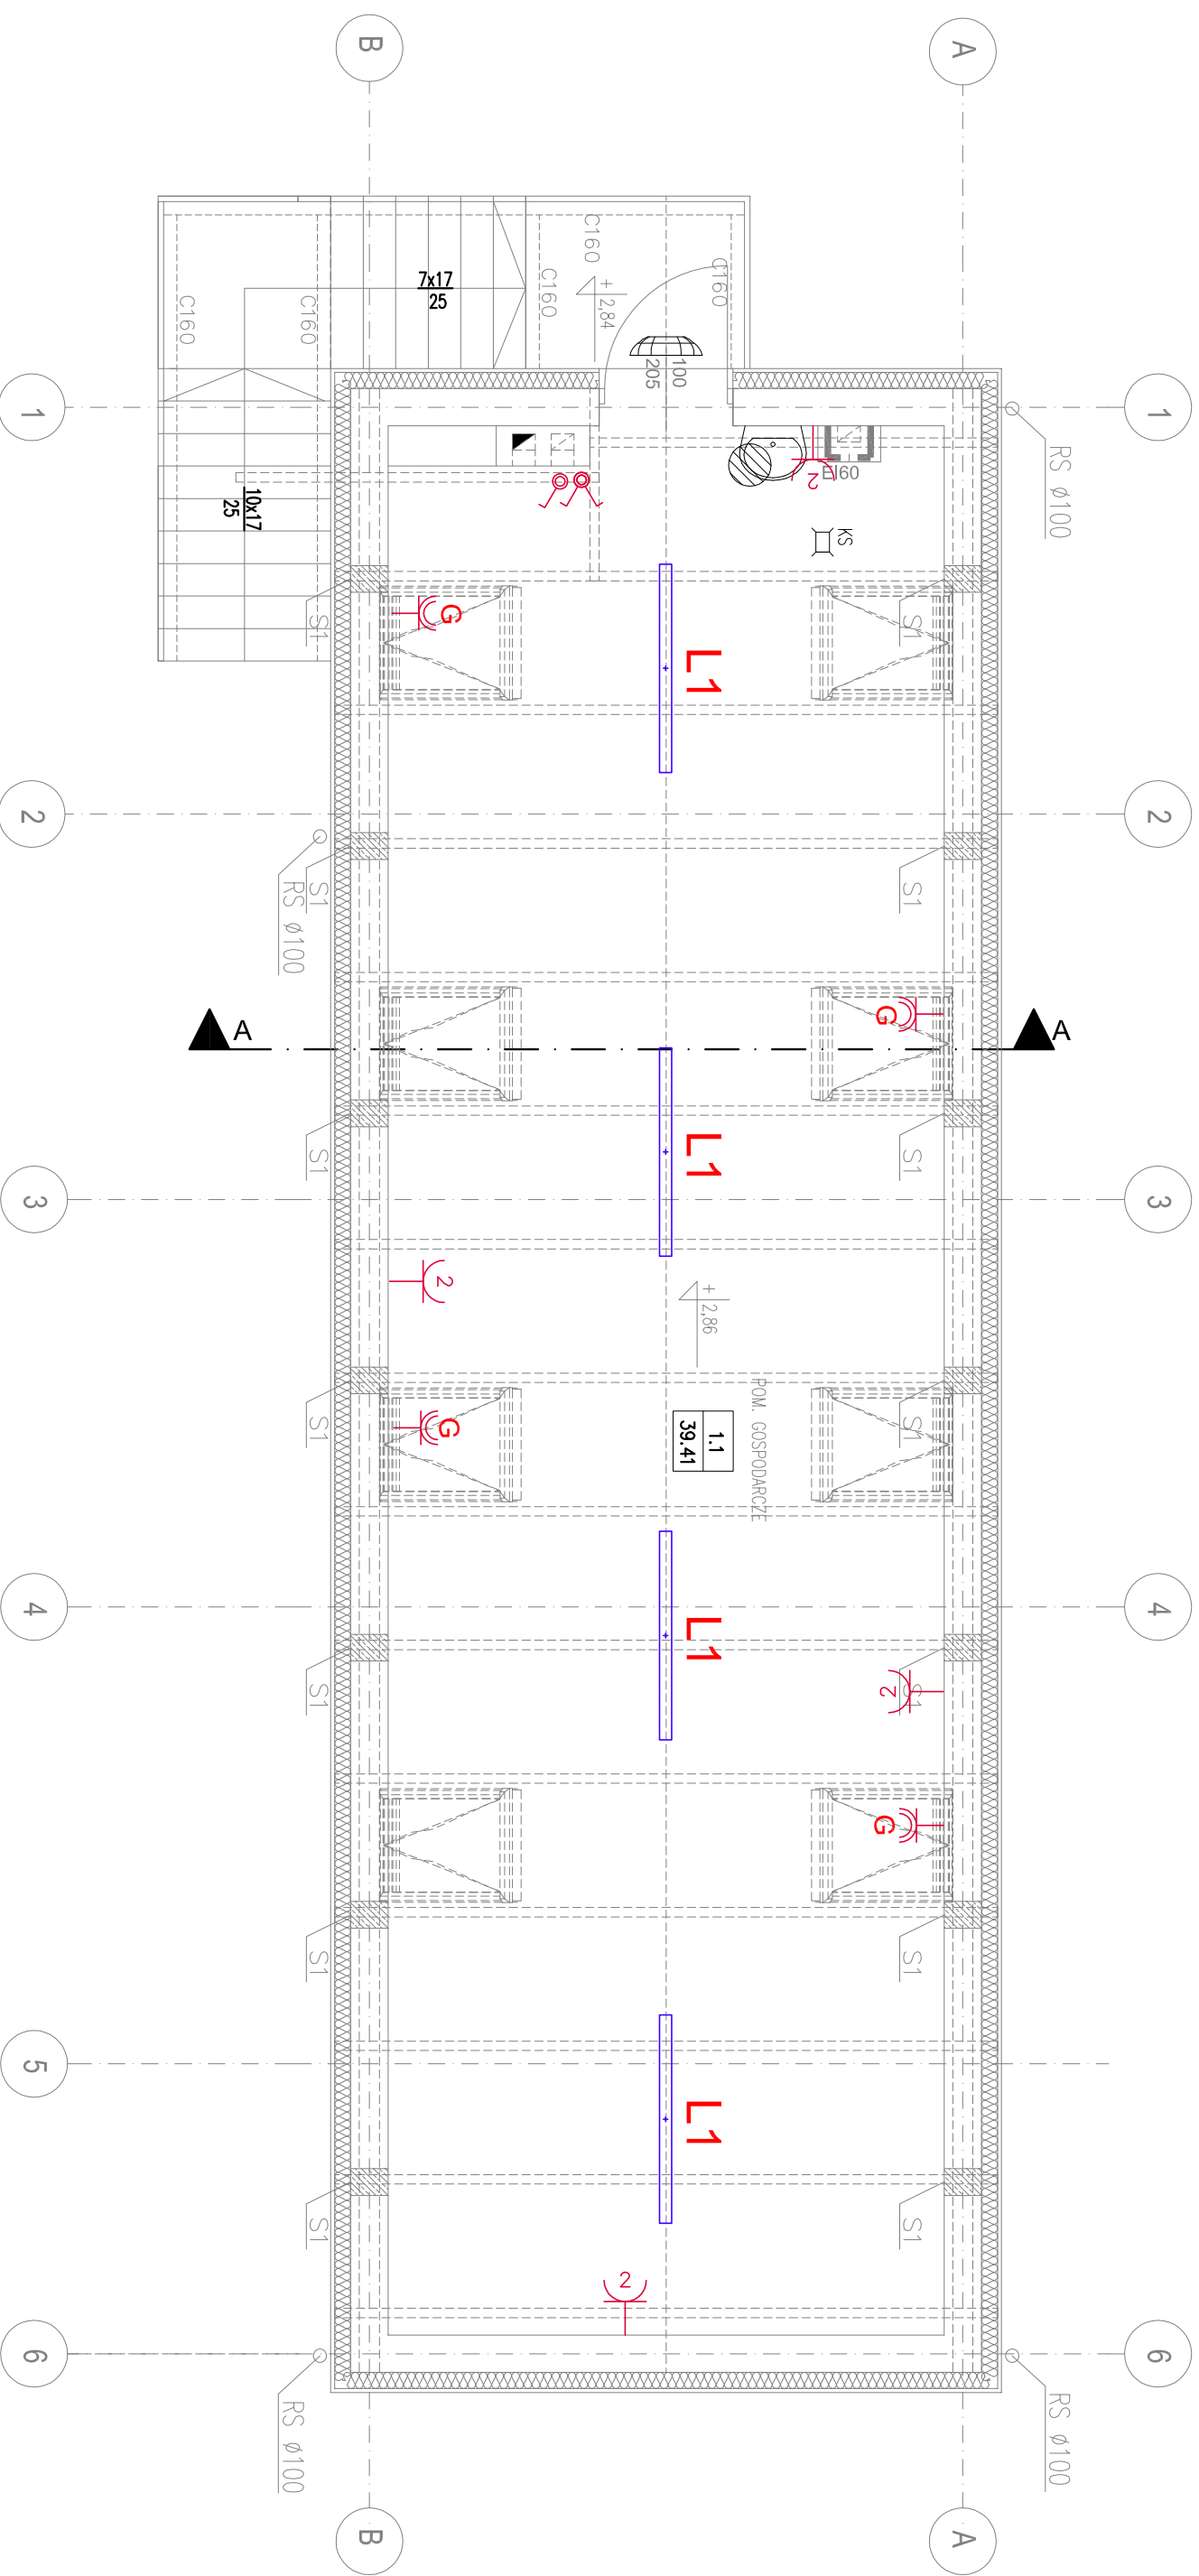 B
A
C160
C160
C160
C160
C160
+ 2,84
7x17
25
100
205
1
1
RS ø100
EI60
2
10x17
25
KS
S1
G
S1
L1
2
2
S1
RS ø100
S1
G
A
A
S1
L1
S1
3
3
2
+ 2,86
POM. GOSPODARCZE
1.1
39.41
S1
G
S1
4
4
L1
S1
2
S1
G
S1
S1
5
L1
S1
S1
2
6
6
RS ø100
RS ø100
B
A